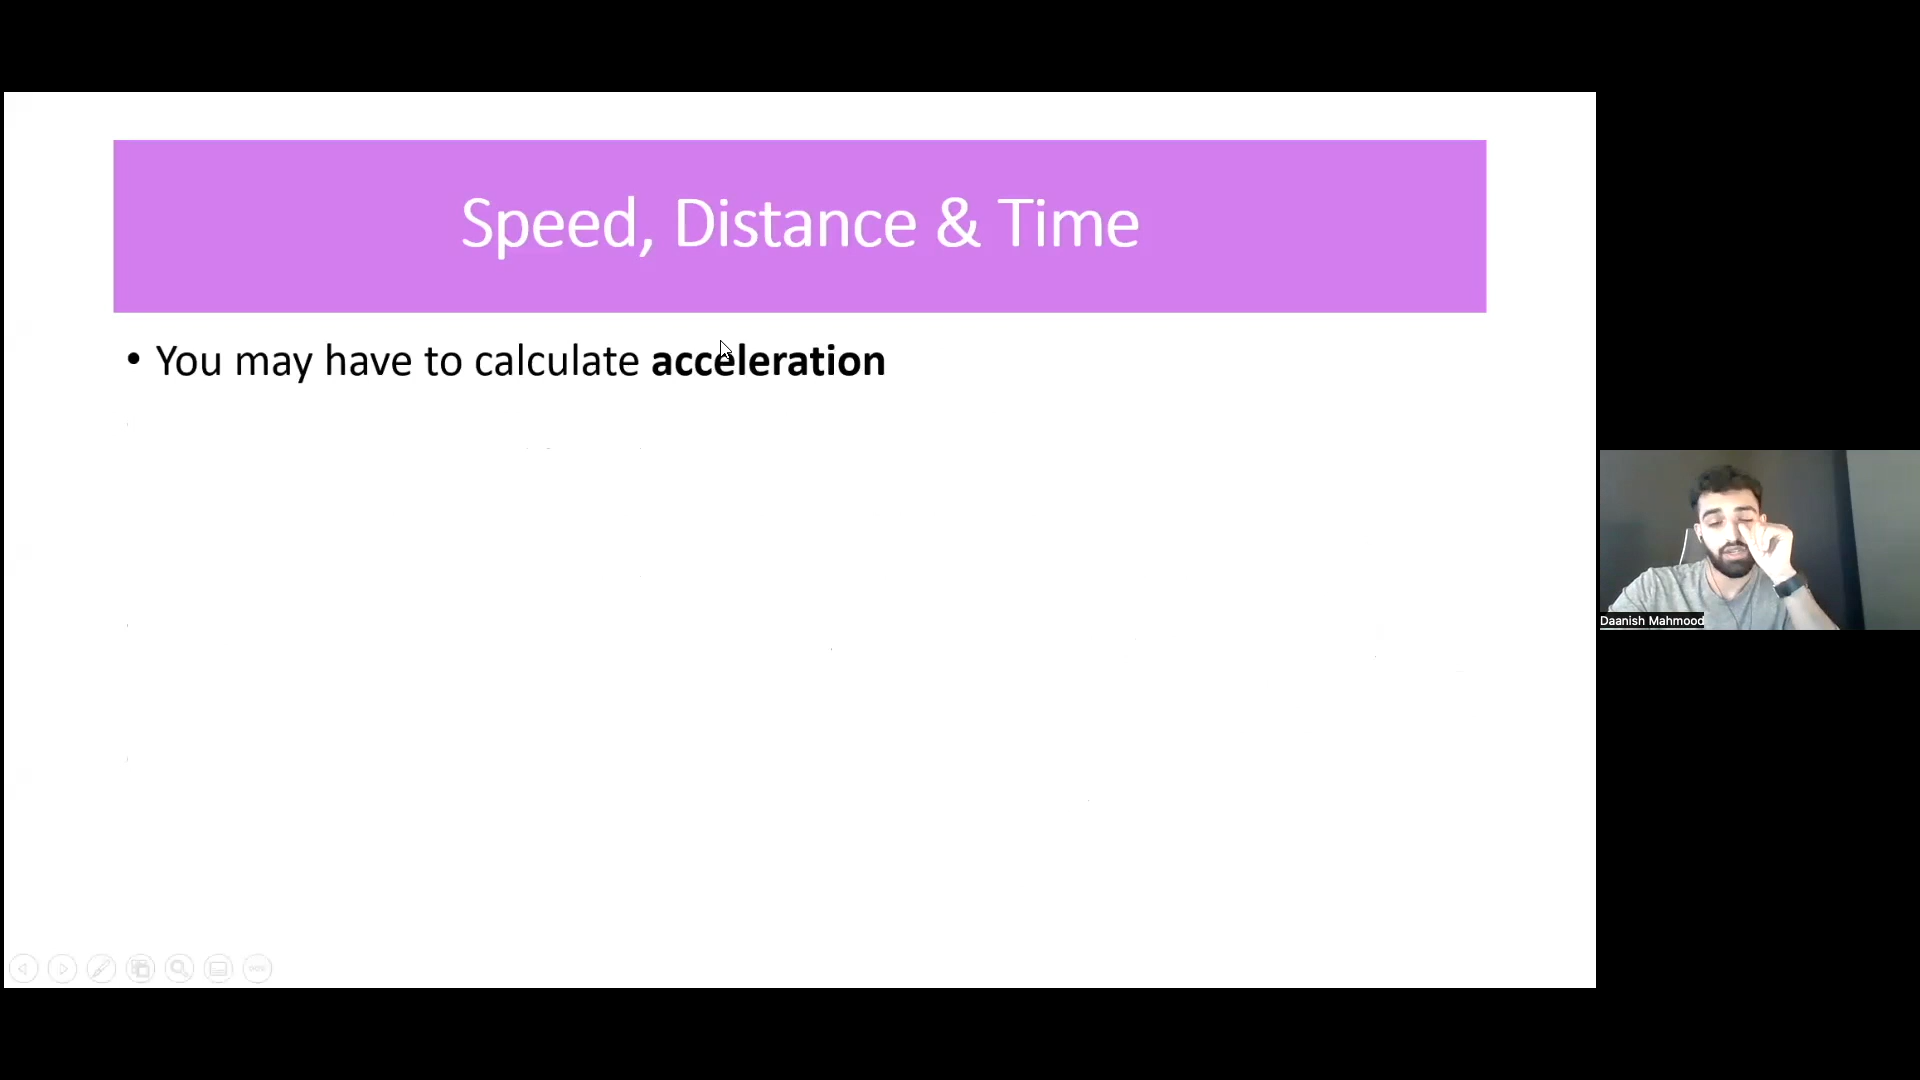 Speed, Distance & Time
• You may have to calculate acceleration
Daanish Mahmood